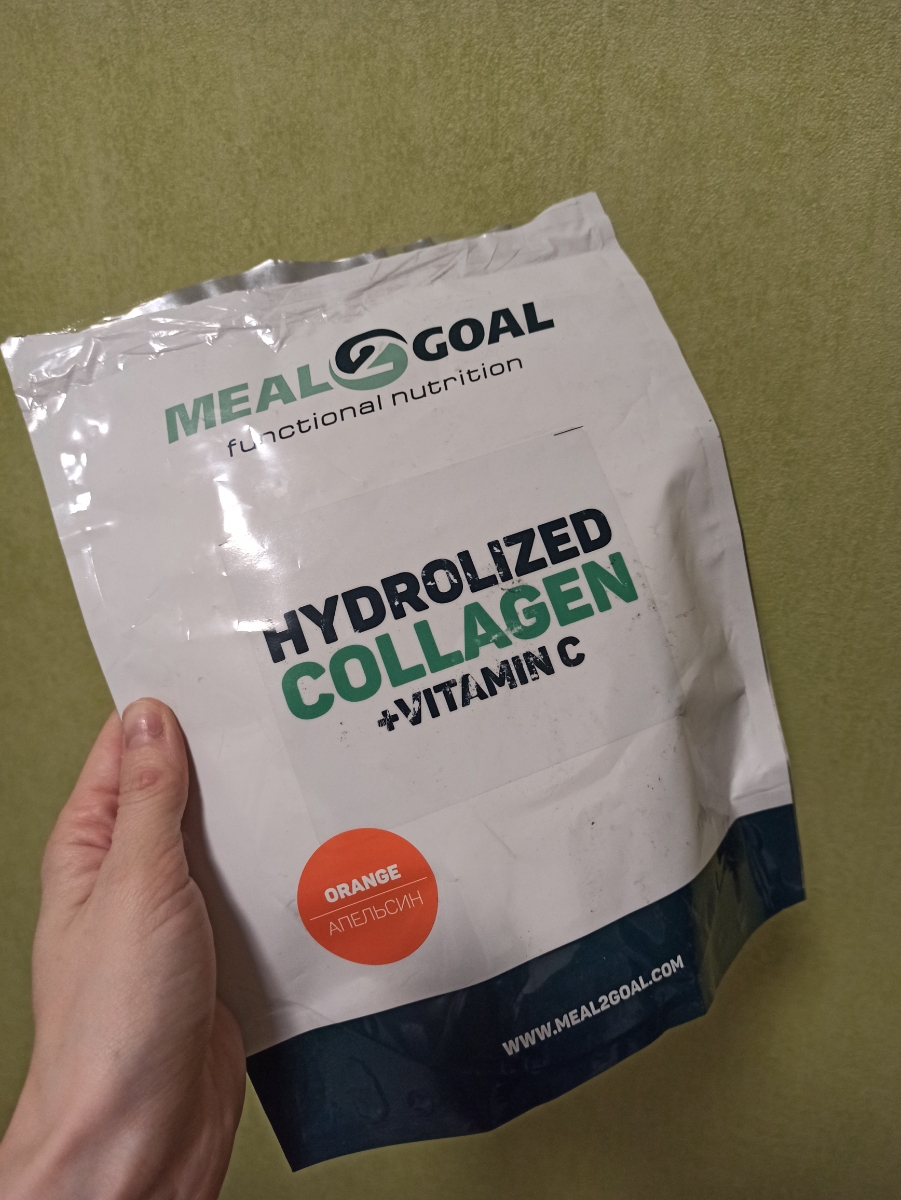 MEAL2GOAL
functional nutrition
HYDROLIZED
COLLAGEN
+VITAMIN C
ORANGE
АПЕЛЬСИН
WWW.MEAL2GOAL.COM